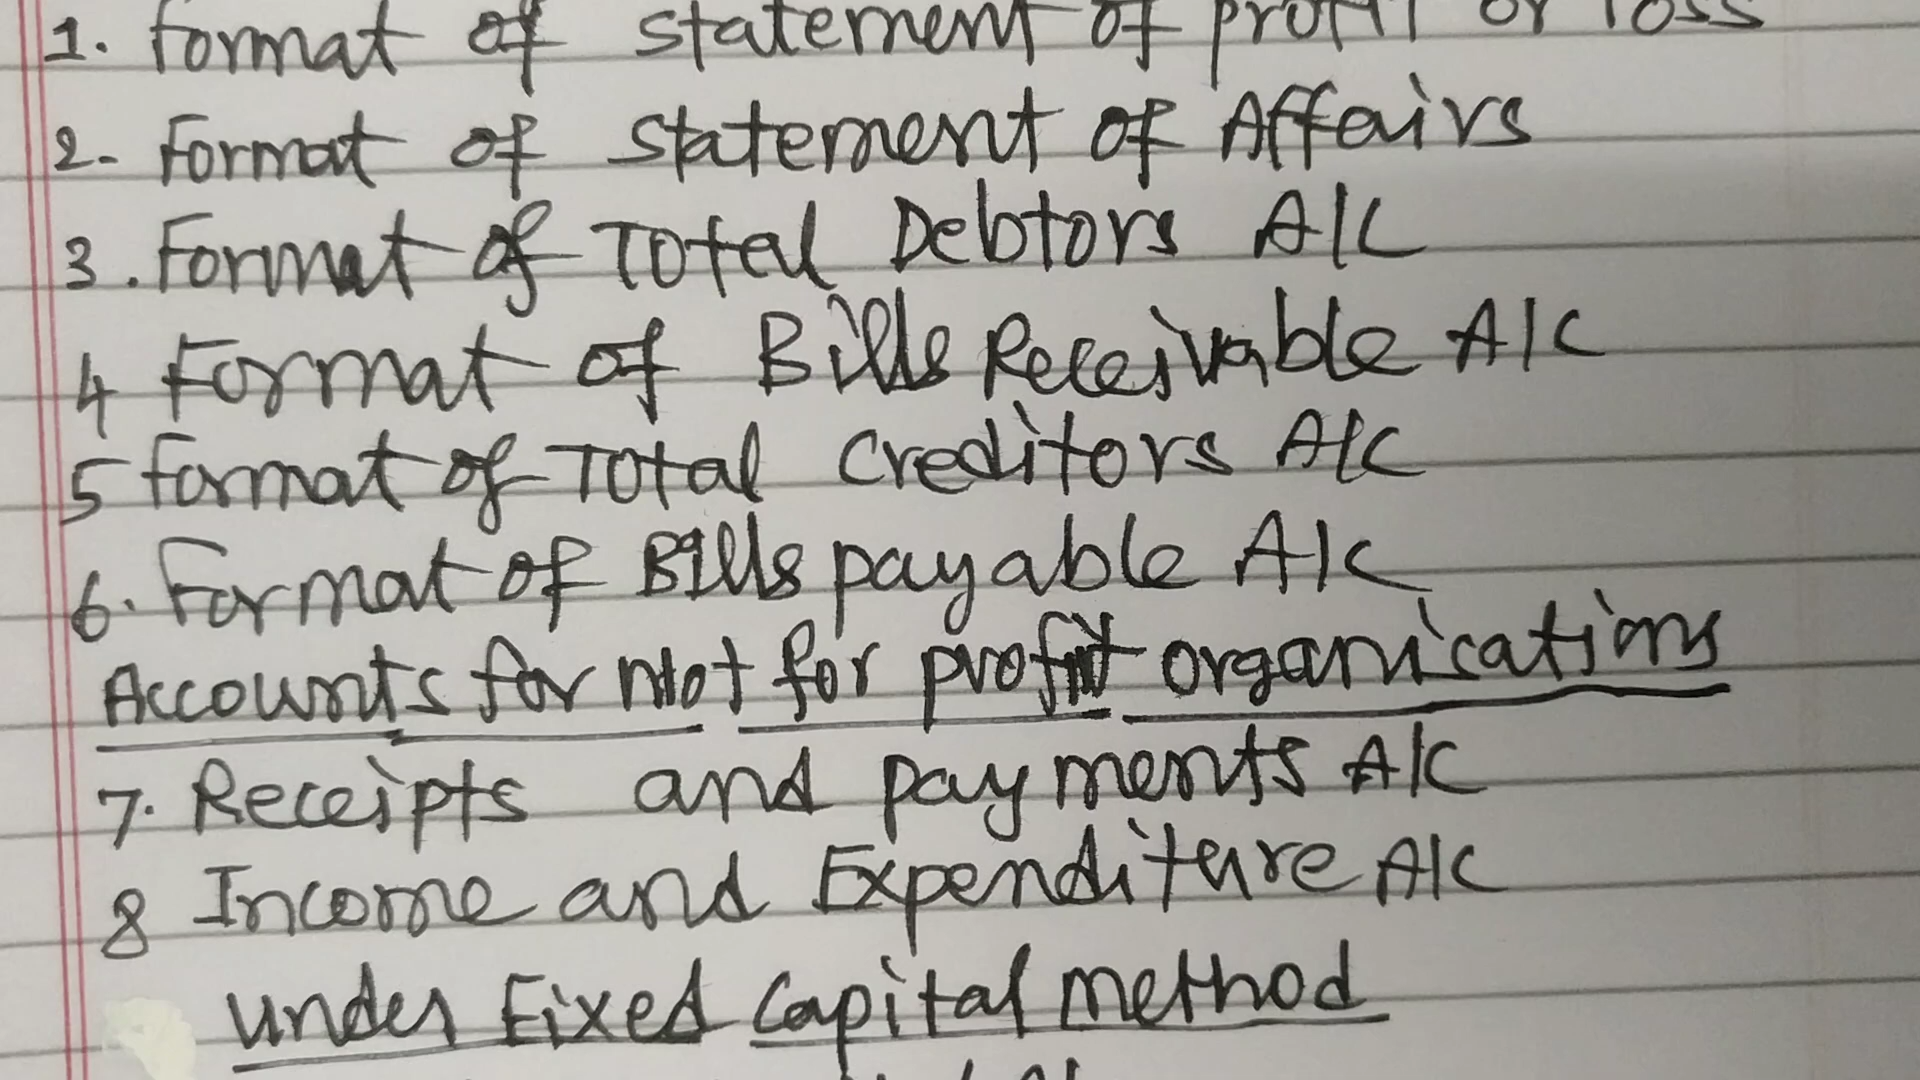 1. Format of statement of profit or loss
2- Format of statement of Affairs
3. Format of Total Debtors A/C
4 Format of Bills Receivable A/C
5 Format of Total Creditors A/C
6. Format of Bills payable A/C
Accounts for not for profit organisations
7. Receipts and payments A/C
8 Income and Expenditure A/C
under Fixed Capital method